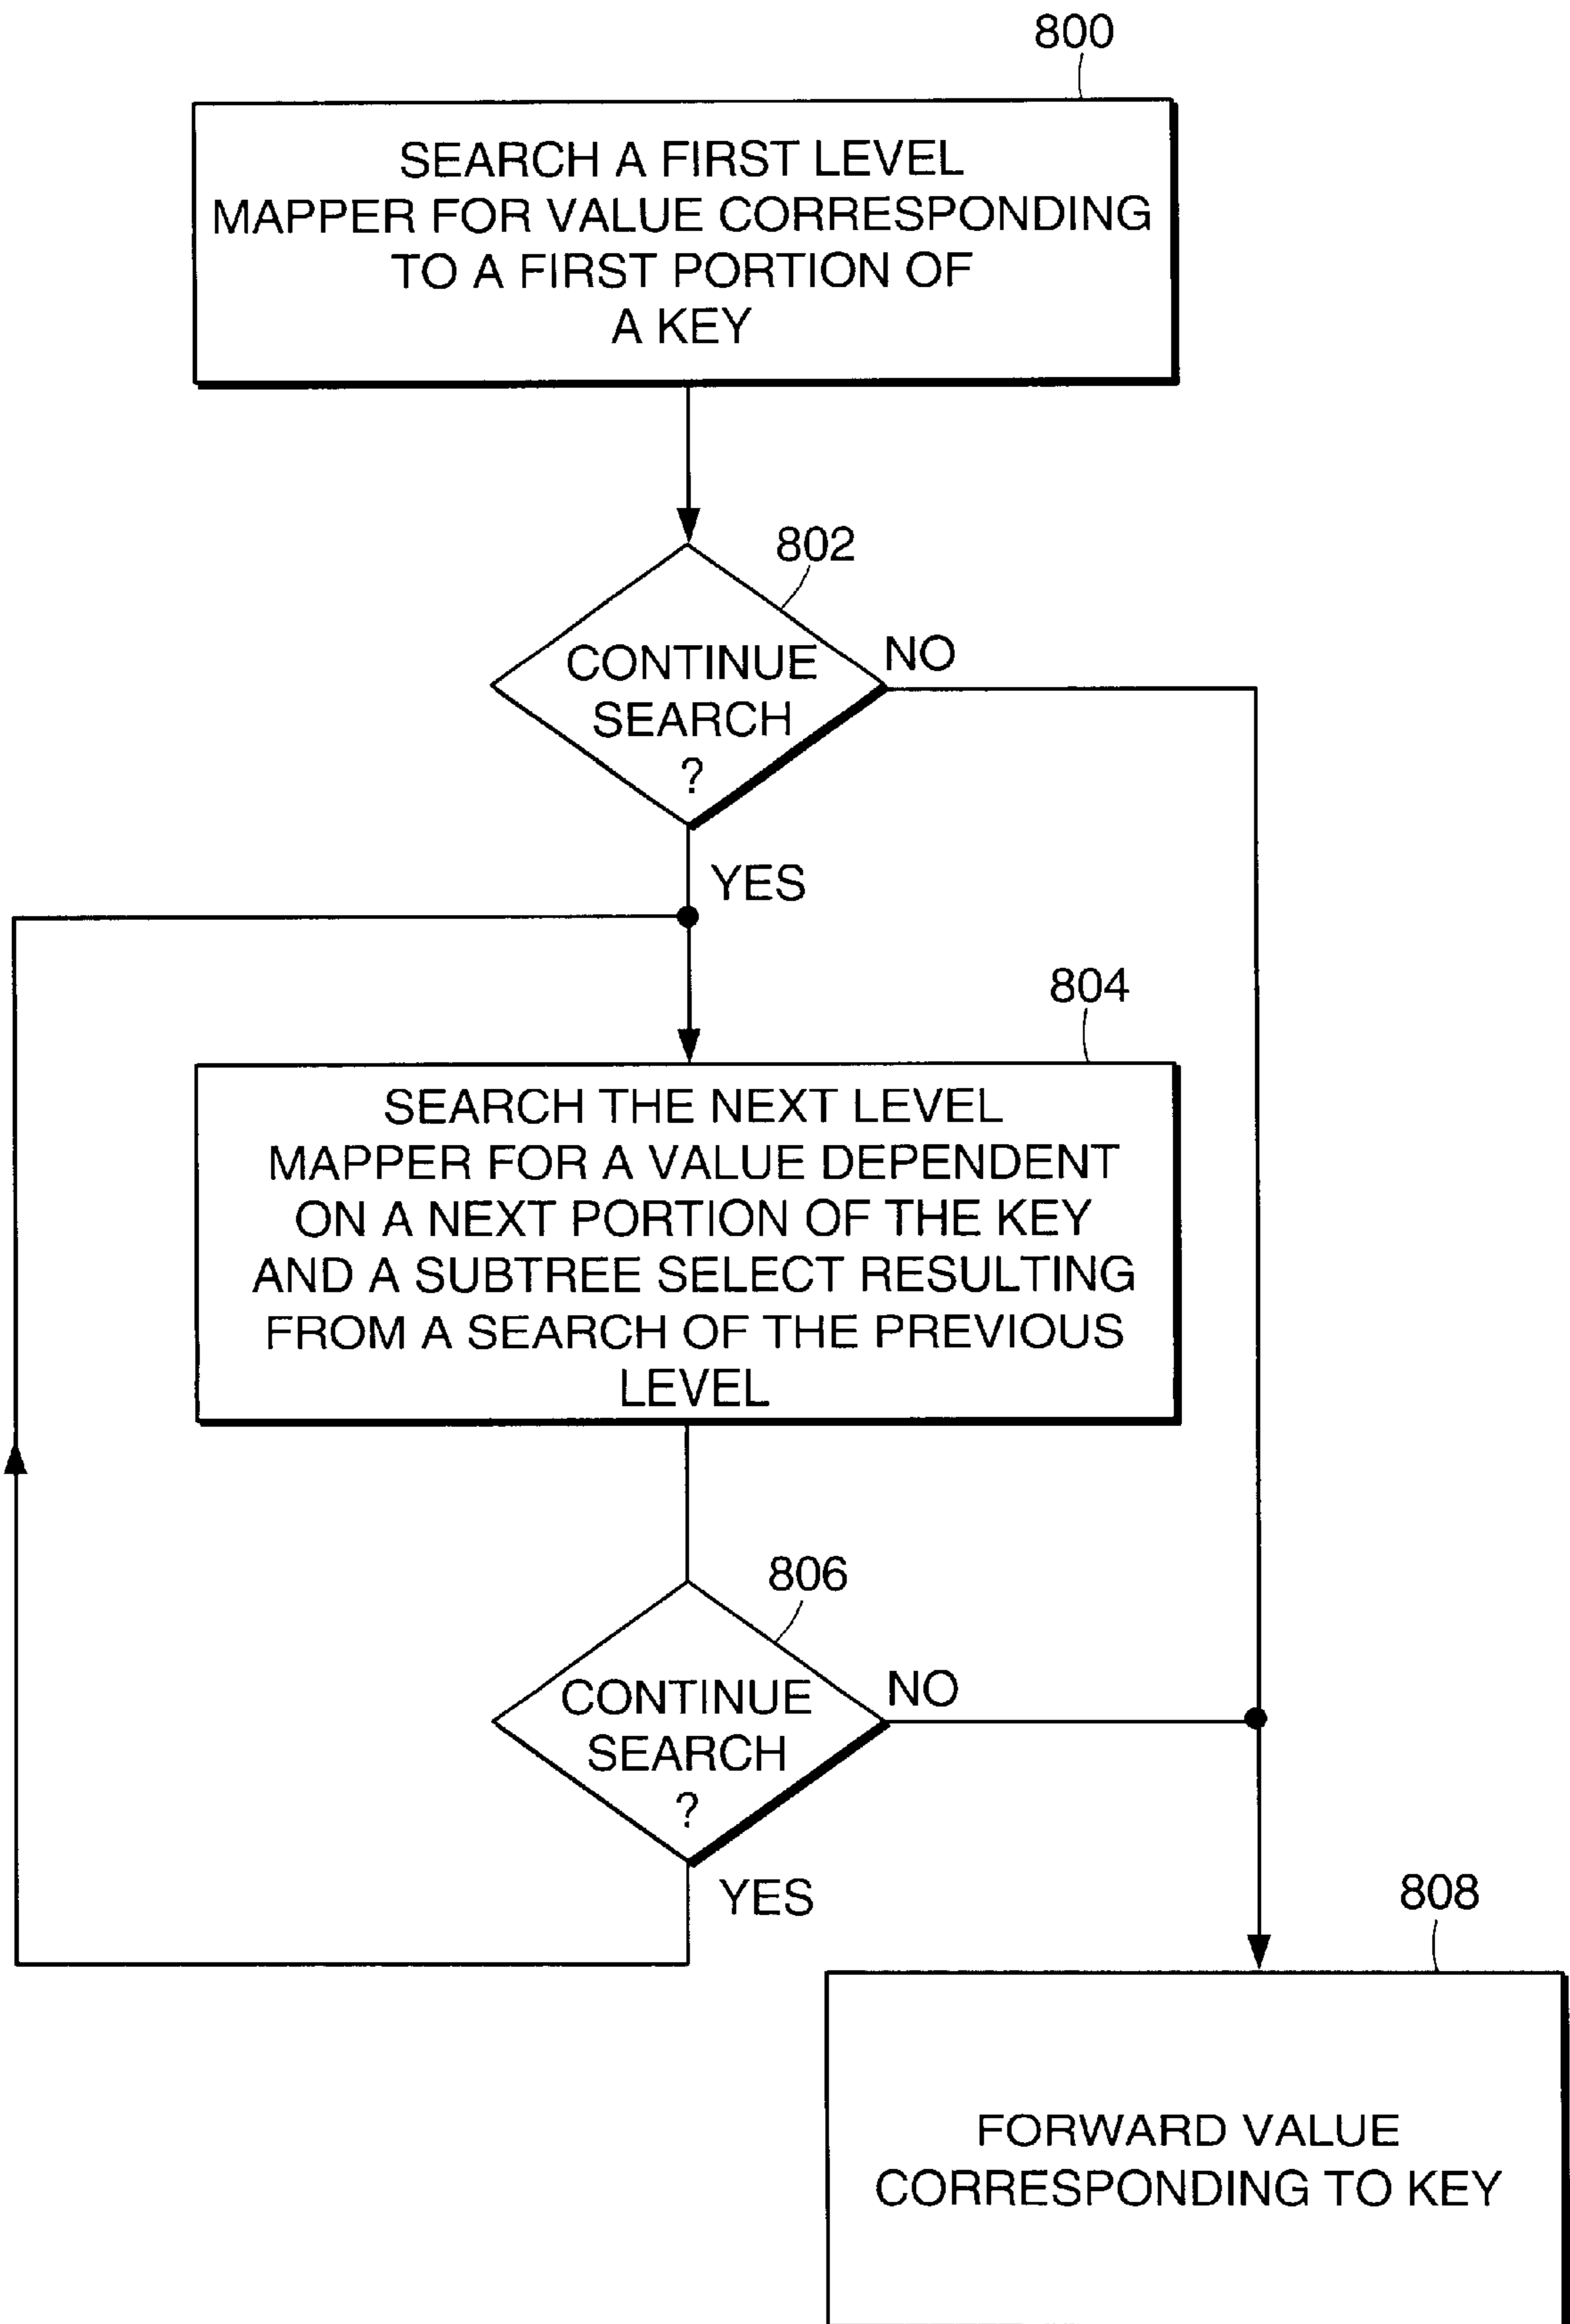 800
SEARCH A FIRST LEVEL
MAPPER FOR VALUE CORRESPONDING
TO A FIRST PORTION OF
A KEY
802
CONTINUE
SEARCH
?
NO
YES
804
SEARCH THE NEXT LEVEL
MAPPER FOR A VALUE DEPENDENT
ON A NEXT PORTION OF THE KEY
AND A SUBTREE SELECT RESULTING
FROM A SEARCH OF THE PREVIOUS
LEVEL
806
CONTINUE
SEARCH
?
NO
YES
808
FORWARD VALUE
CORRESPONDING TO KEY